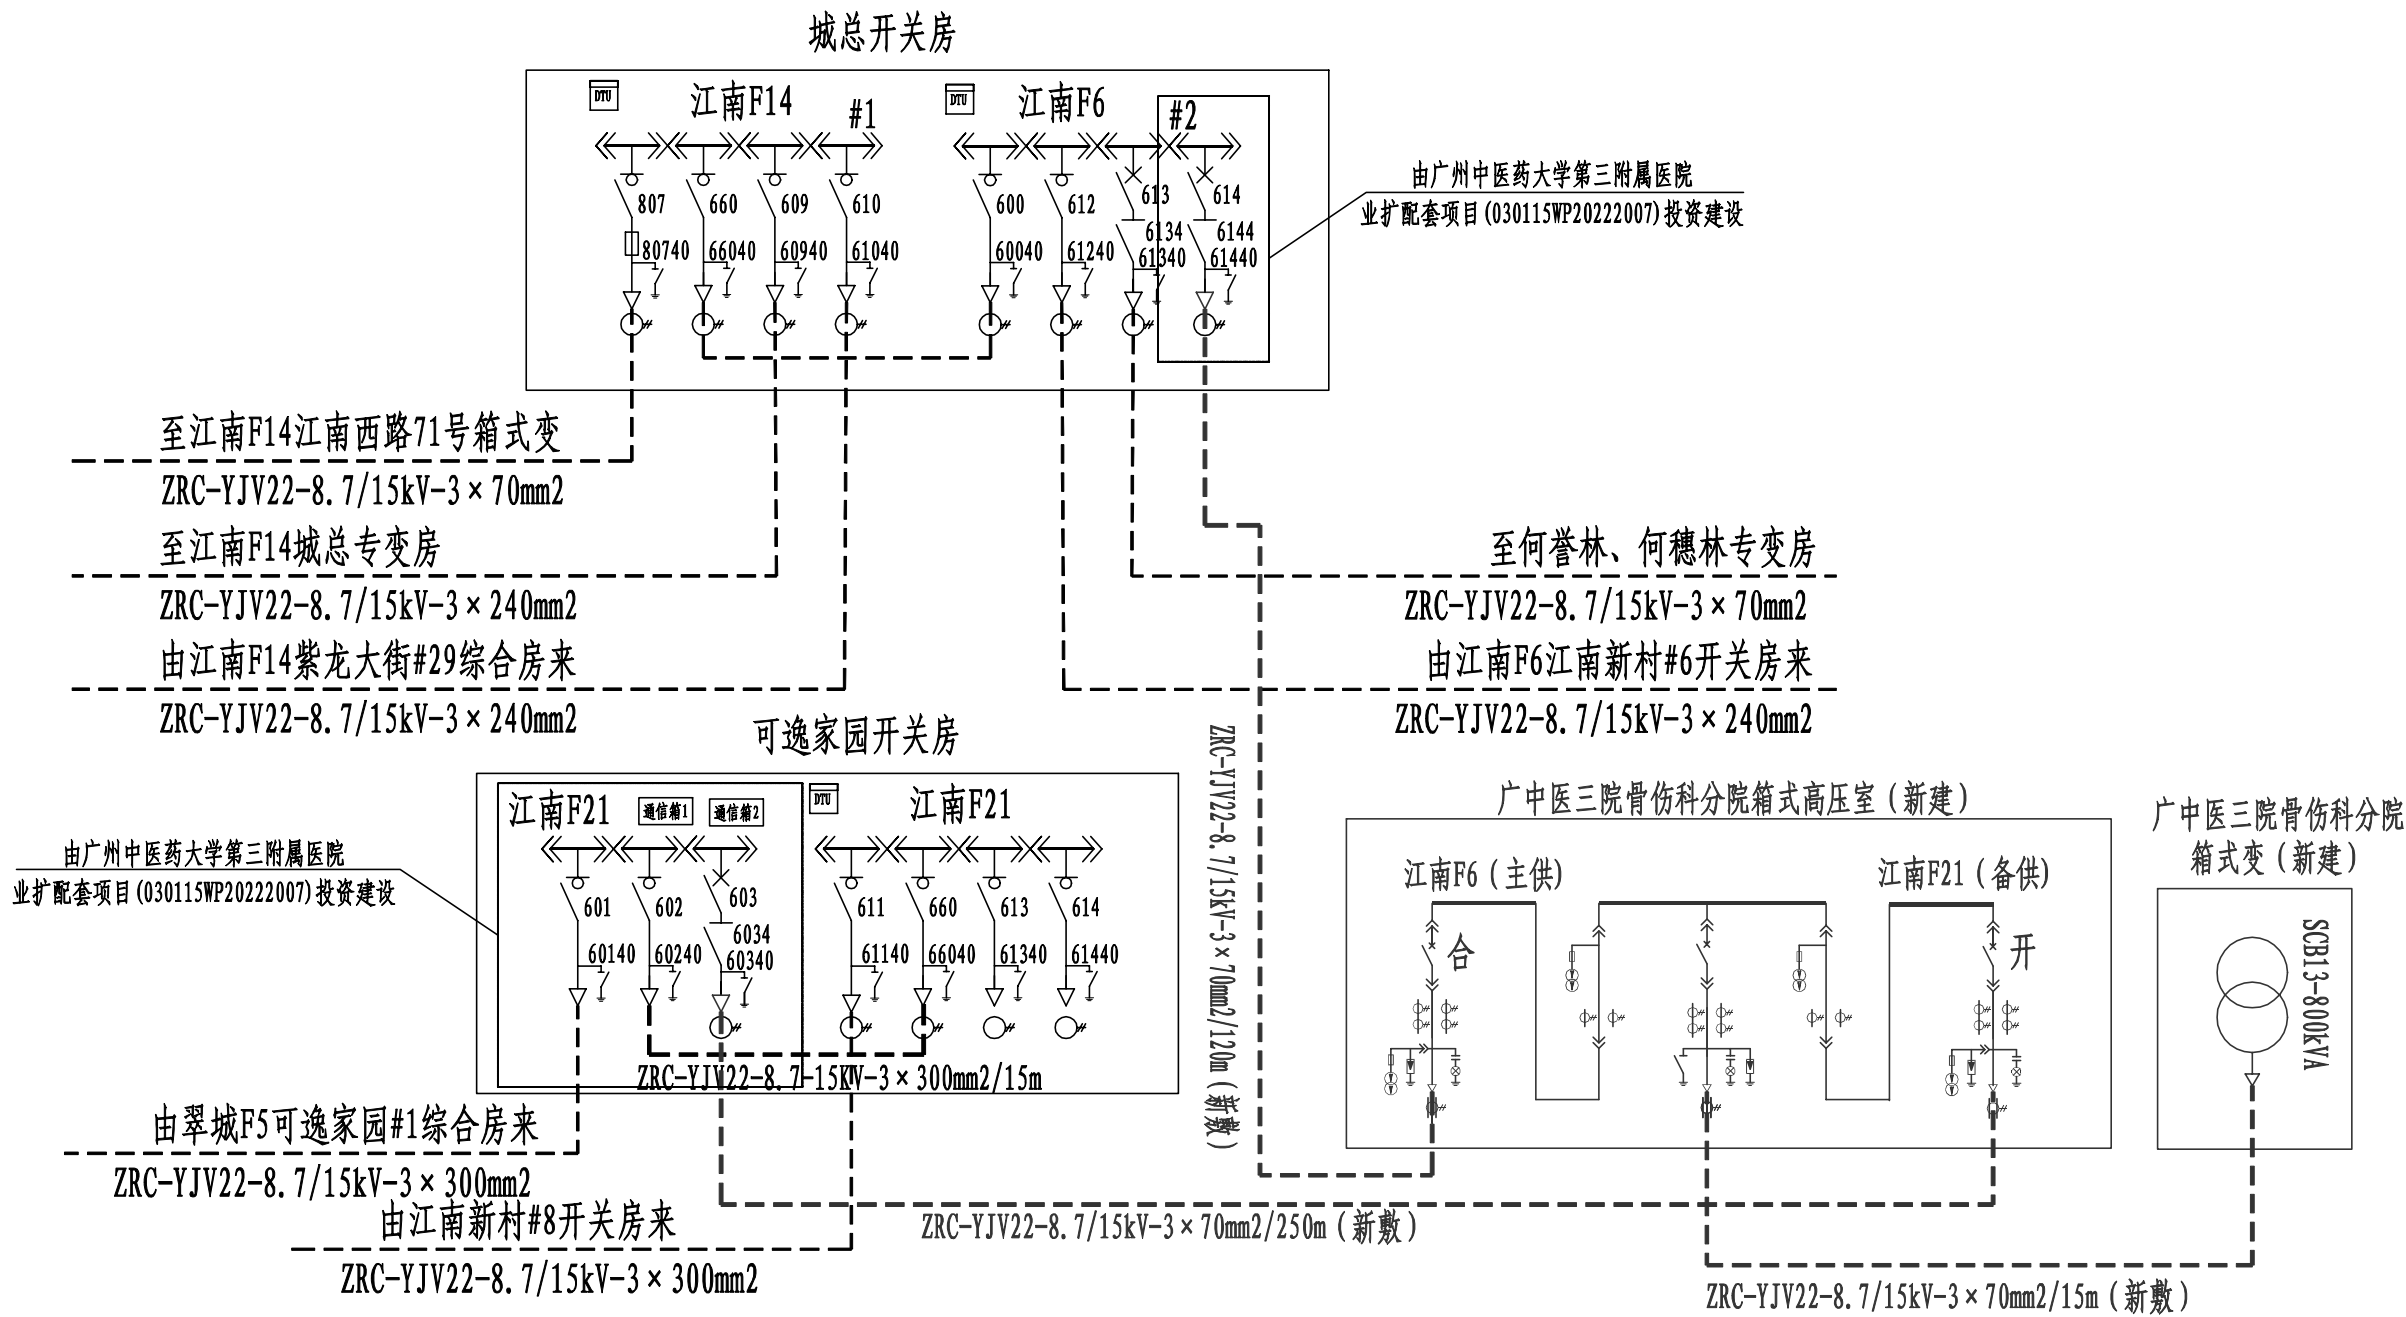 城总开关房
DTU
江南F14
#1
DTU
江南F6
#2
807
660
609
610
600
612
613
614
6134
6144
80740
66040
60940
61040
60040
61240
61340
61440
由广州中医药大学第三附属医院
业扩配套项目(030115WP20222007)投资建设
至江南F14江南西路71号箱式变
ZRC-YJV22-8.7/15kV-3×70mm2
至江南F14城总专变房
ZRC-YJV22-8.7/15kV-3×240mm2
由江南F14紫龙大街#29综合房来
ZRC-YJV22-8.7/15kV-3×240mm2
至何誉林、何穗林专变房
ZRC-YJV22-8.7/15kV-3×70mm2
由江南F6江南新村#6开关房来
ZRC-YJV22-8.7/15kV-3×240mm2
可逸家园开关房
江南F21
通信箱1
通信箱2
DTU
江南F21
601
602
603
611
660
613
614
6034
60140
60240
60340
61140
66040
61340
61440
ZRC-YJV22-8.7-15KV-3×300mm2/15m
由广州中医药大学第三附属医院
业扩配套项目(030115WP20222007)投资建设
由翠城F5可逸家园#1综合房来
ZRC-YJV22-8.7/15kV-3×300mm2
由江南新村#8开关房来
ZRC-YJV22-8.7/15kV-3×300mm2
ZRC-YJV22-8.7/15kV-3×70mm2/120m(新敷)
ZRC-YJV22-8.7/15kV-3×70mm2/250m(新敷)
广中医三院骨伤科分院箱式高压室(新建)
江南F6(主供)
江南F21(备供)
合
开
ZRC-YJV22-8.7/15kV-3×70mm2/15m(新敷)
广中医三院骨伤科分院
箱式变(新建)
SCB13-800kVA